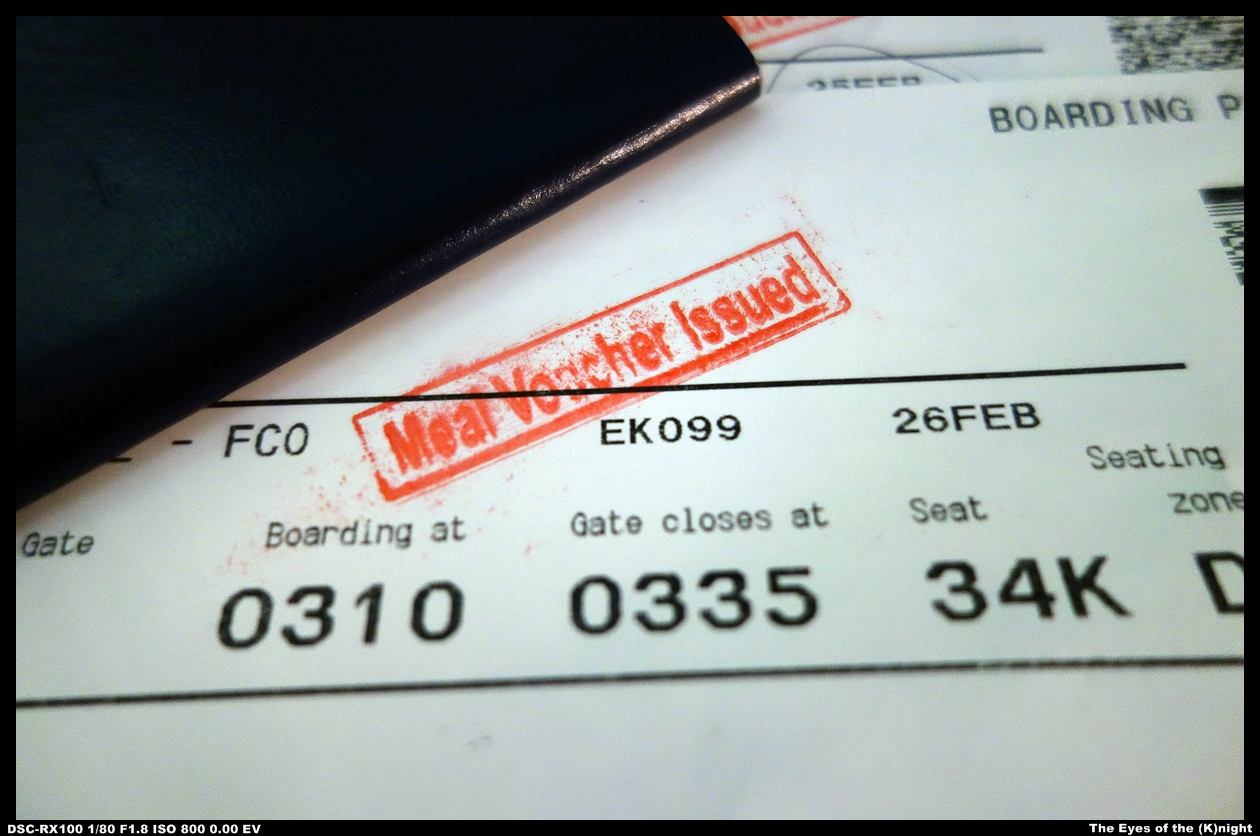 25FEB
BOARDING P
Meal Voucher Issued
- FCO EK099 26FEB
Gate Boarding at Gate closes at Seat Seating zone
0310 0335 34K D
DSC-RX100 1/80 F1.8 ISO 800 0.00 EV
The Eyes of the (K)night